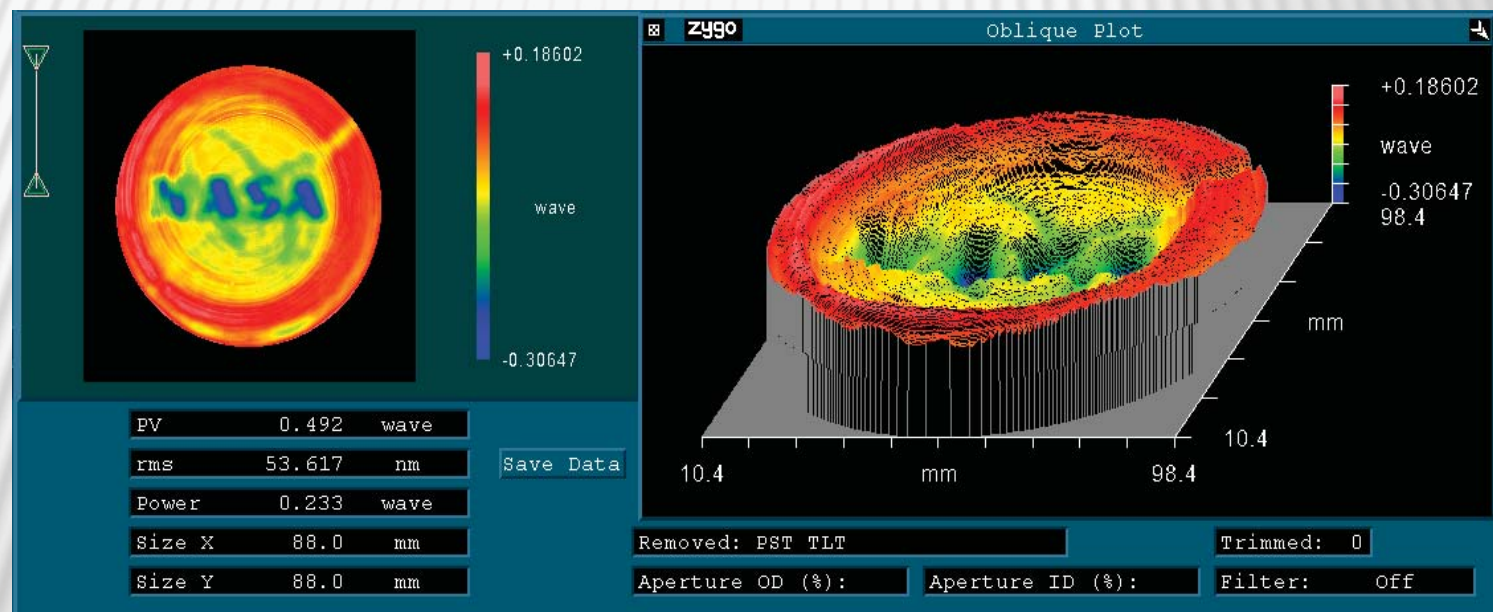 +0.18602
NASA
wave
-0.30647
PV 0.492 wave
rms 53.617 nm
Power 0.233 wave
Size X 88.0 mm
Size Y 88.0 mm
Save Data
zygo Oblique Plot
+0.18602
wave
-0.30647
98.4
mm
10.4
10.4 mm 98.4
Removed: PST TLT
Trimmed: 0
Aperture OD (%):
Aperture ID (%):
Filter: Off